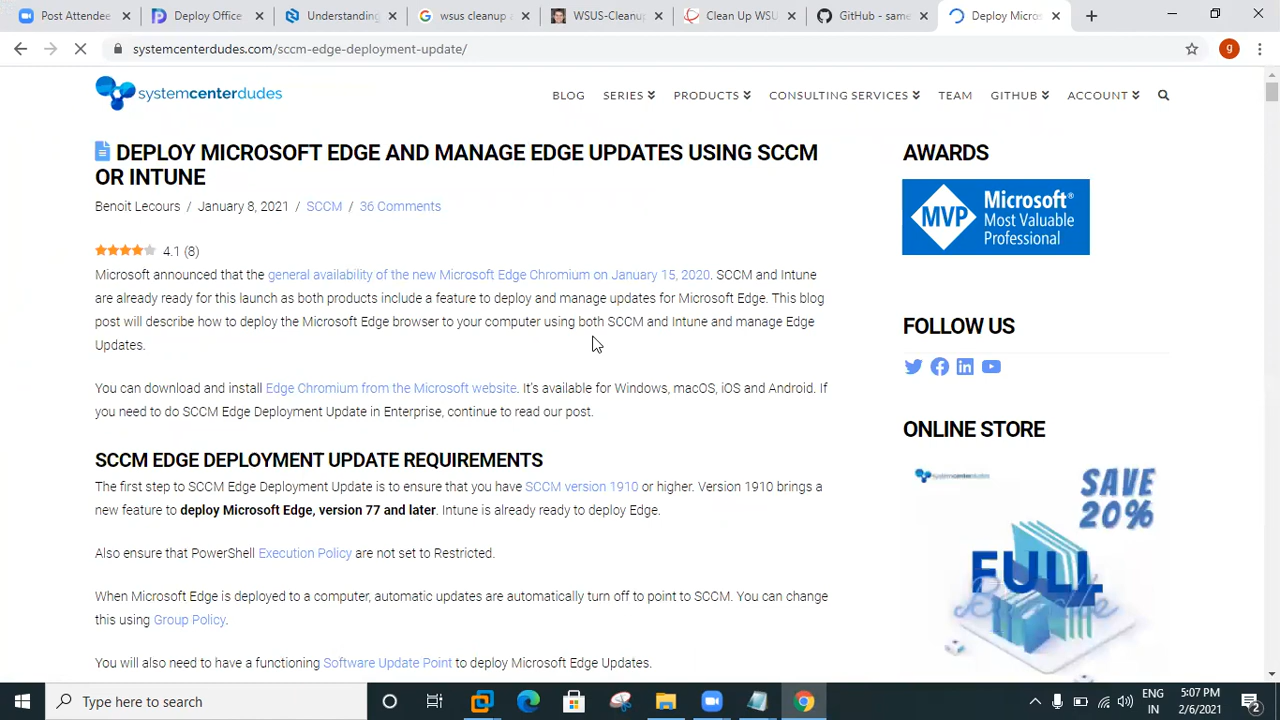 Post Attendee
Deploy Office
Understanding
wsus cleanup a
WSUS-Cleanup
Clean Up WSU
GitHub - same
Deploy Micros
systemcenterdudes.com/sccm-edge-deployment-update/
g
systemcenterdudes
BLOG SERIES PRODUCTS CONSULTING SERVICES TEAM GITHUB ACCOUNT
DEPLOY MICROSOFT EDGE AND MANAGE EDGE UPDATES USING SCCM
OR INTUNE
Benoit Lecours / January 8, 2021 / SCCM / 36 Comments
4.1 (8)
Microsoft announced that the general availability of the new Microsoft Edge Chromium on January 15, 2020. SCCM and Intune
are already ready for this launch as both products include a feature to deploy and manage updates for Microsoft Edge. This blog
post will describe how to deploy the Microsoft Edge browser to your computer using both SCCM and Intune and manage Edge
Updates.
You can download and install Edge Chromium from the Microsoft website. It's available for Windows, macOS, iOS and Android. If
you need to do SCCM Edge Deployment Update in Enterprise, continue to read our post.
SCCM EDGE DEPLOYMENT UPDATE REQUIREMENTS
The first step to SCCM Edge Deployment Update is to ensure that you have SCCM version 1910 or higher. Version 1910 brings a
new feature to deploy Microsoft Edge, version 77 and later. Intune is already ready to deploy Edge.
Also ensure that PowerShell Execution Policy are not set to Restricted.
When Microsoft Edge is deployed to a computer, automatic updates are automatically turn off to point to SCCM. You can change
this using Group Policy.
You will also need to have a functioning Software Update Point to deploy Microsoft Edge Updates.
AWARDS
MVP
Microsoft®
Most Valuable
Professional
FOLLOW US
ONLINE STORE
systemcenterdudes
SAVE
20%
FULL
Type here to search
ENG
IN
5:07 PM
2/6/2021
2